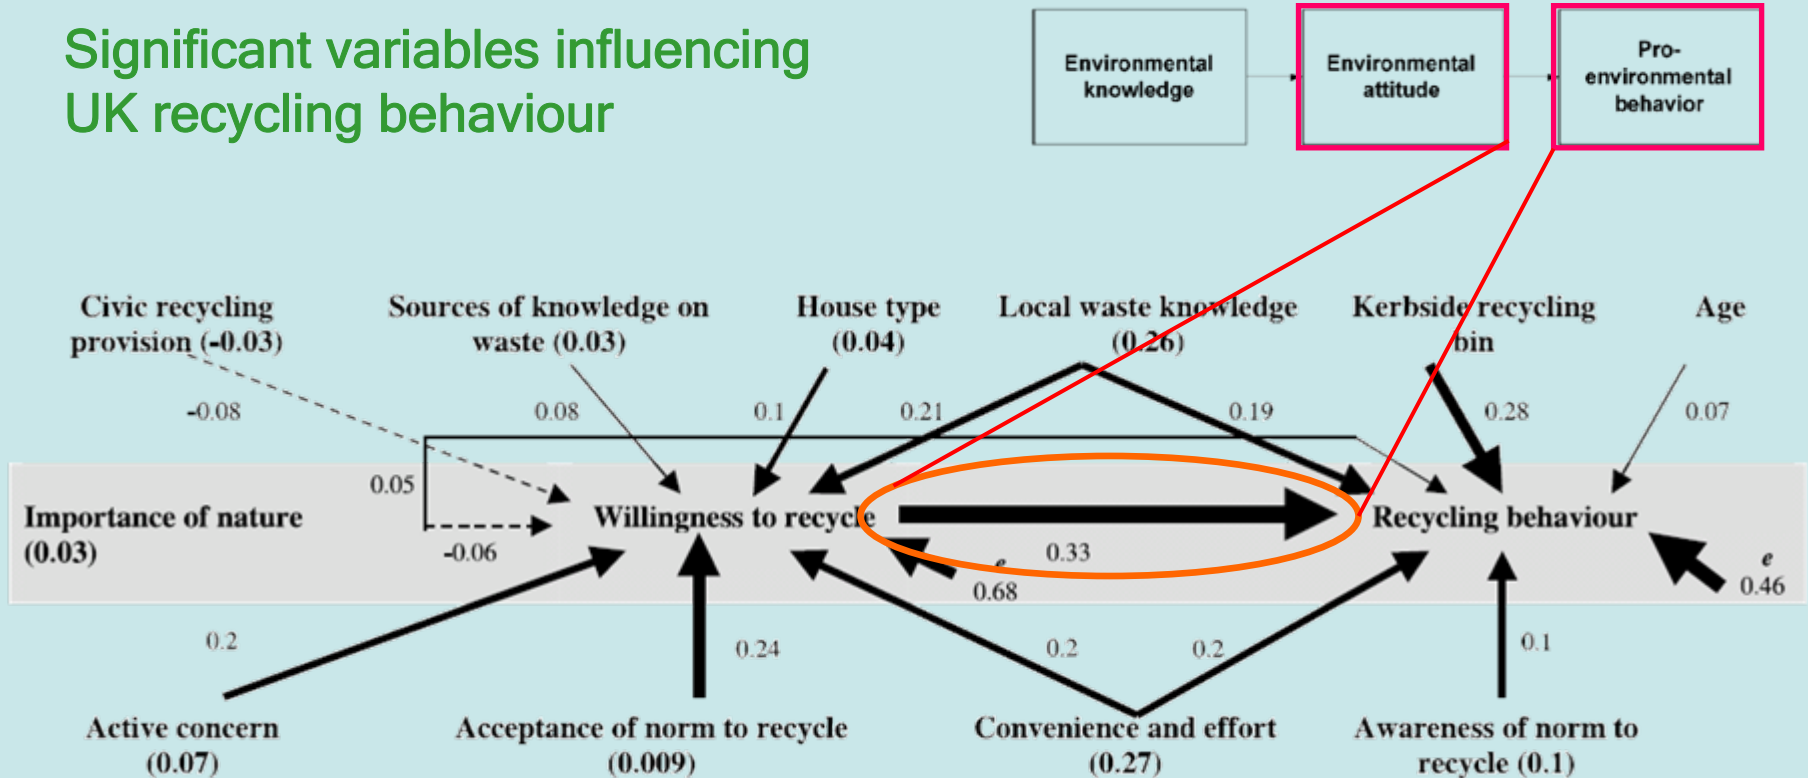 Significant variables influencing
UK recycling behaviour
Environmental
knowledge
Environmental
attitude
Pro-
environmental
behavior
Civic recycling
provision (-0.03)
Sources of knowledge on
waste (0.03)
House type
(0.04)
Local waste knowledge
(0.26)
Kerbside recycling
bin
Age
-0.08
0.08
0.1
0.21
0.19
0.28
0.07
0.05
Importance of nature
(0.03)
-0.06
Willingness to recycle
0.33
e
0.68
Recycling behaviour
e
0.46
0.2
0.24
0.2
0.2
0.1
Active concern
(0.07)
Acceptance of norm to recycle
(0.009)
Convenience and effort
(0.27)
Awareness of norm to
recycle (0.1)